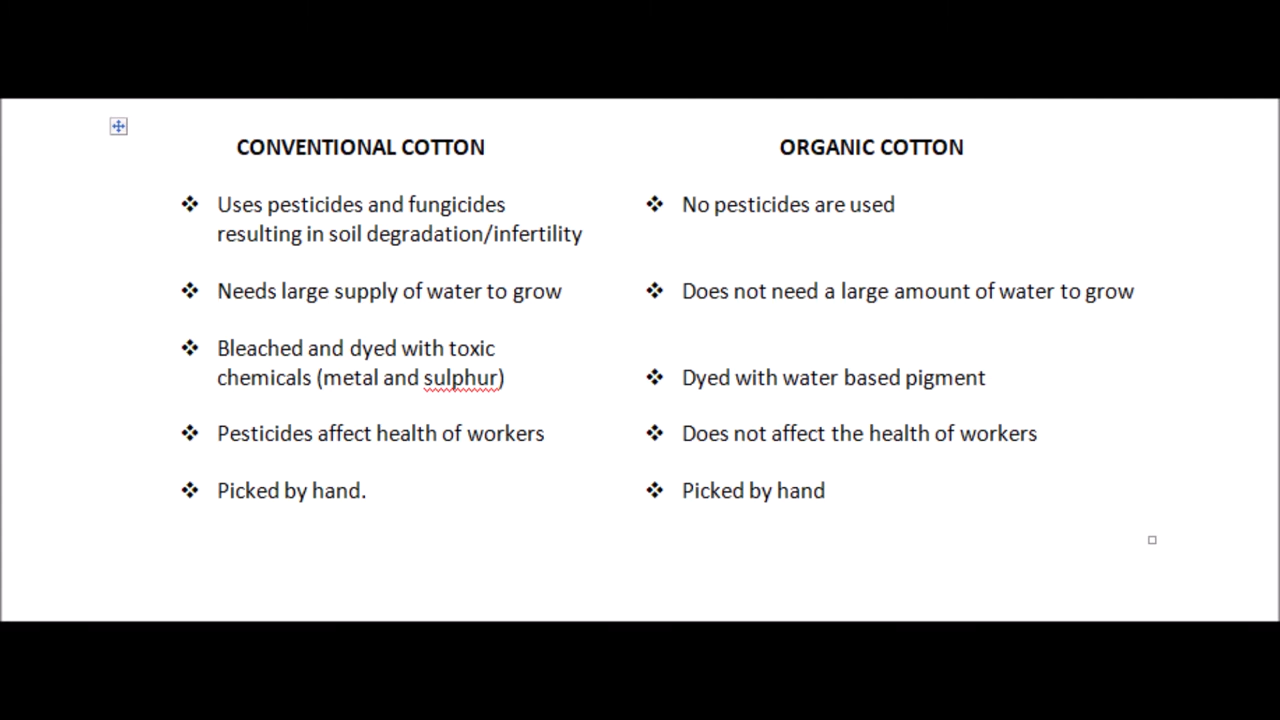 CONVENTIONAL COTTON
ORGANIC COTTON
❖ Uses pesticides and fungicides
resulting in soil degradation/infertility
❖ No pesticides are used
❖ Needs large supply of water to grow
❖ Does not need a large amount of water to grow
❖ Bleached and dyed with toxic
chemicals (metal and sulphur)
❖ Dyed with water based pigment
❖ Pesticides affect health of workers
❖ Does not affect the health of workers
❖ Picked by hand.
❖ Picked by hand